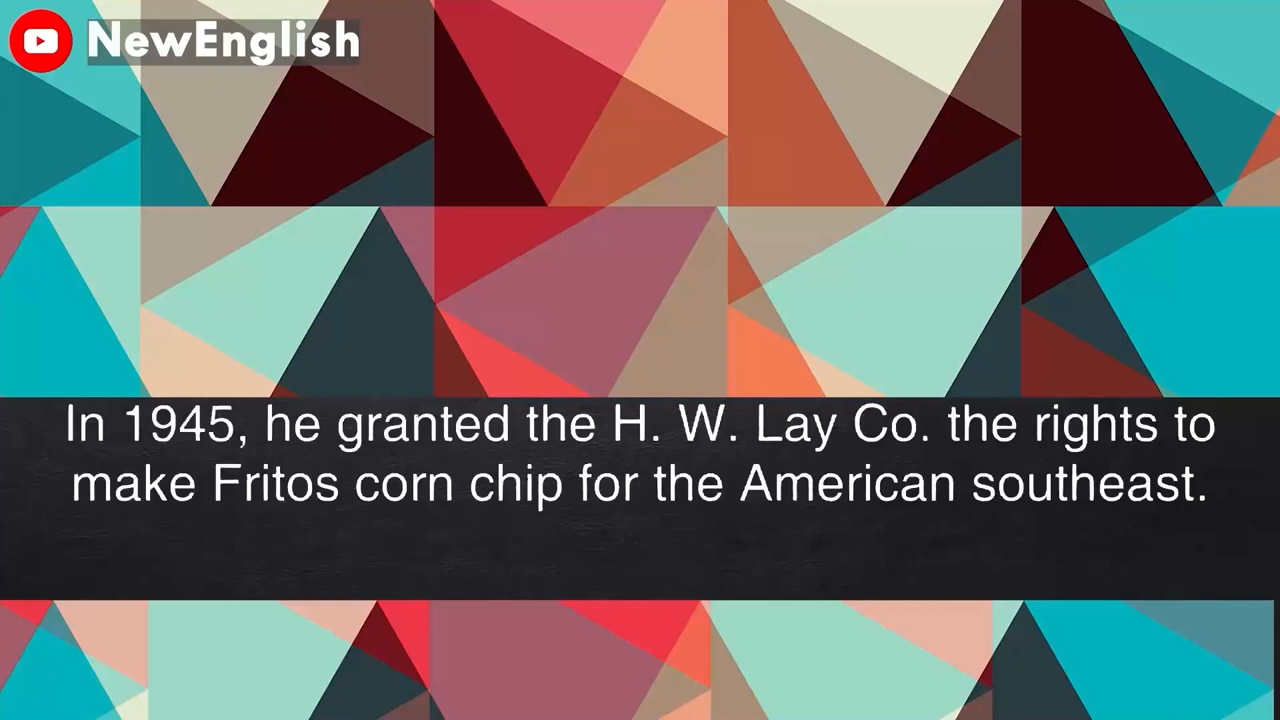 NewEnglish
In 1945, he granted the H. W. Lay Co. the rights to
make Fritos corn chip for the American southeast.